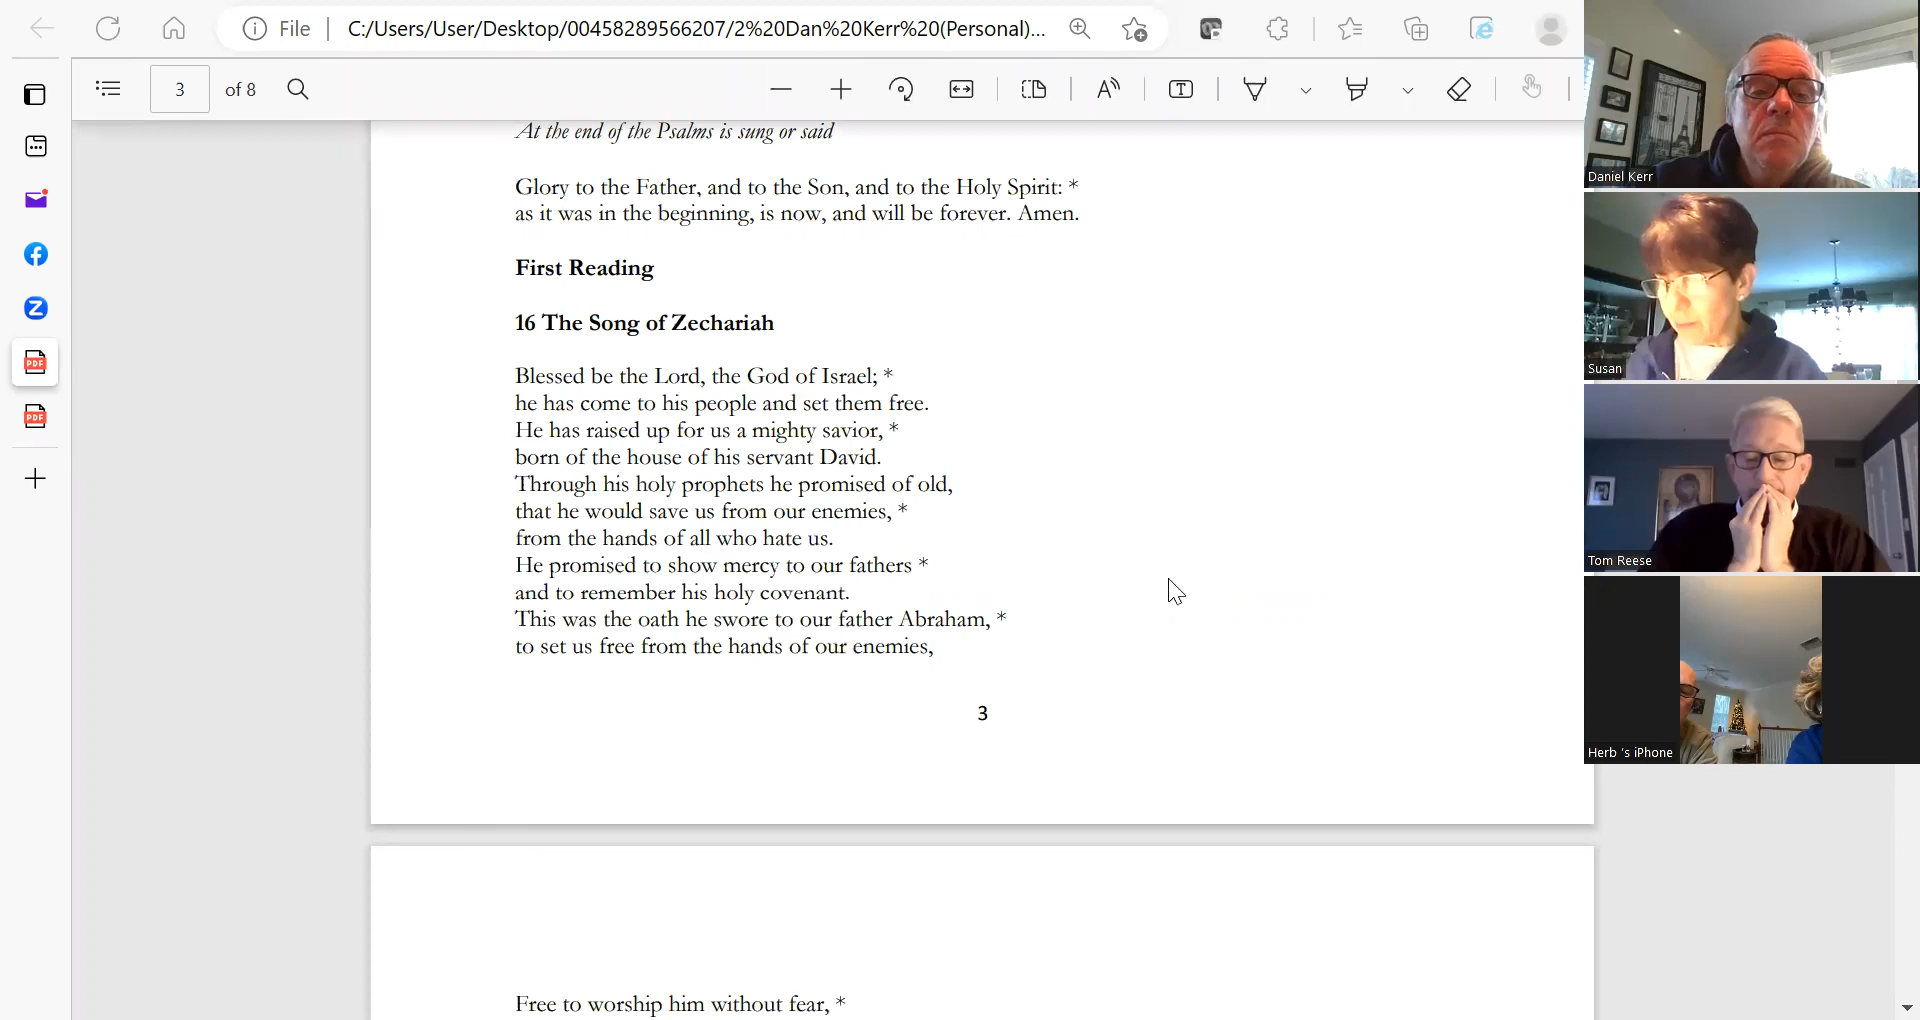 File
C:/Users/User/Desktop/00458289566207/2%20Dan%20Kerr%20(Personal)...
3 of 8
At the end of the Psalms is sung or said
Glory to the Father, and to the Son, and to the Holy Spirit: *
as it was in the beginning, is now, and will be forever. Amen.
First Reading
16 The Song of Zechariah
Blessed be the Lord, the God of Israel; *
he has come to his people and set them free.
He has raised up for us a mighty savior, *
born of the house of his servant David.
Through his holy prophets he promised of old,
that he would save us from our enemies, *
from the hands of all who hate us.
He promised to show mercy to our fathers *
and to remember his holy covenant.
This was the oath he swore to our father Abraham, *
to set us free from the hands of our enemies,
3
Free to worship him without fear, *
Daniel Kerr
Susan
Tom Reese
Herb 's iPhone
PDF
PDF